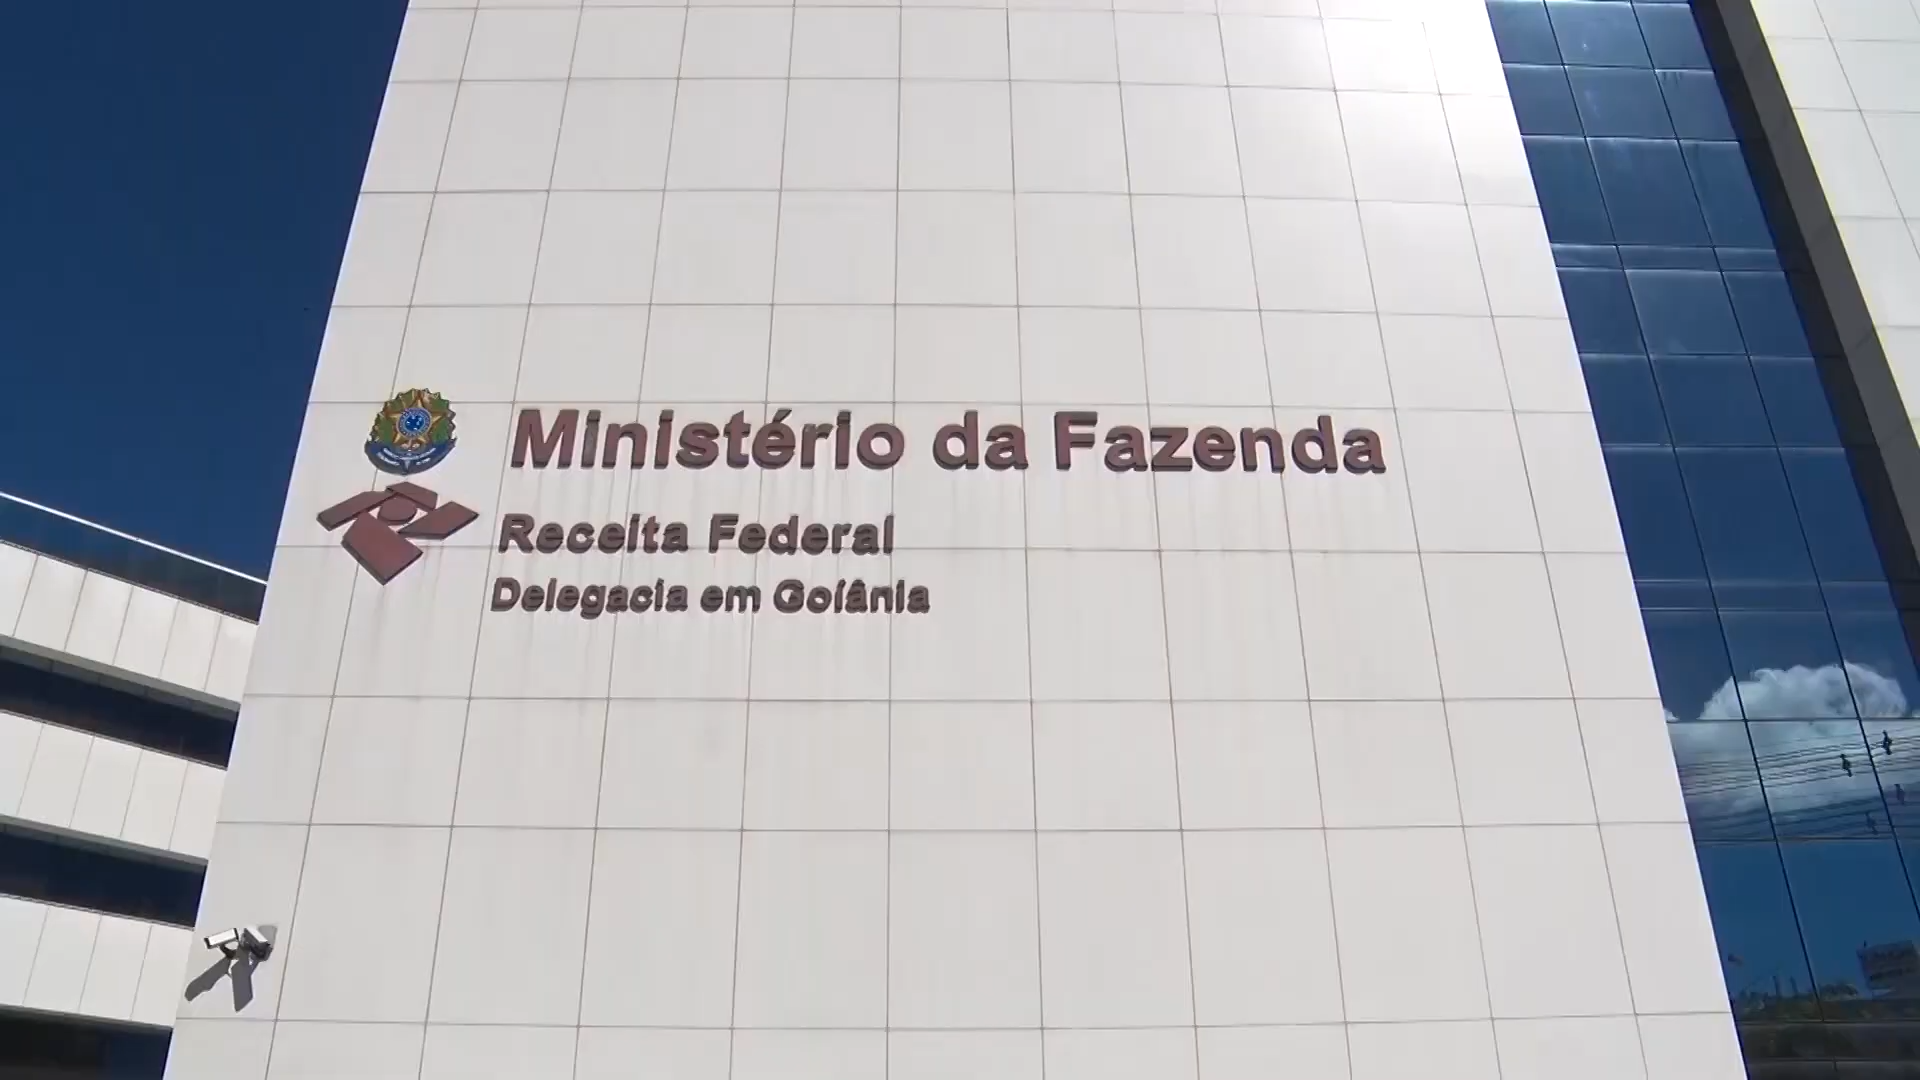 Ministério da Fazenda
Receita Federal
Delegacia em Goiânia